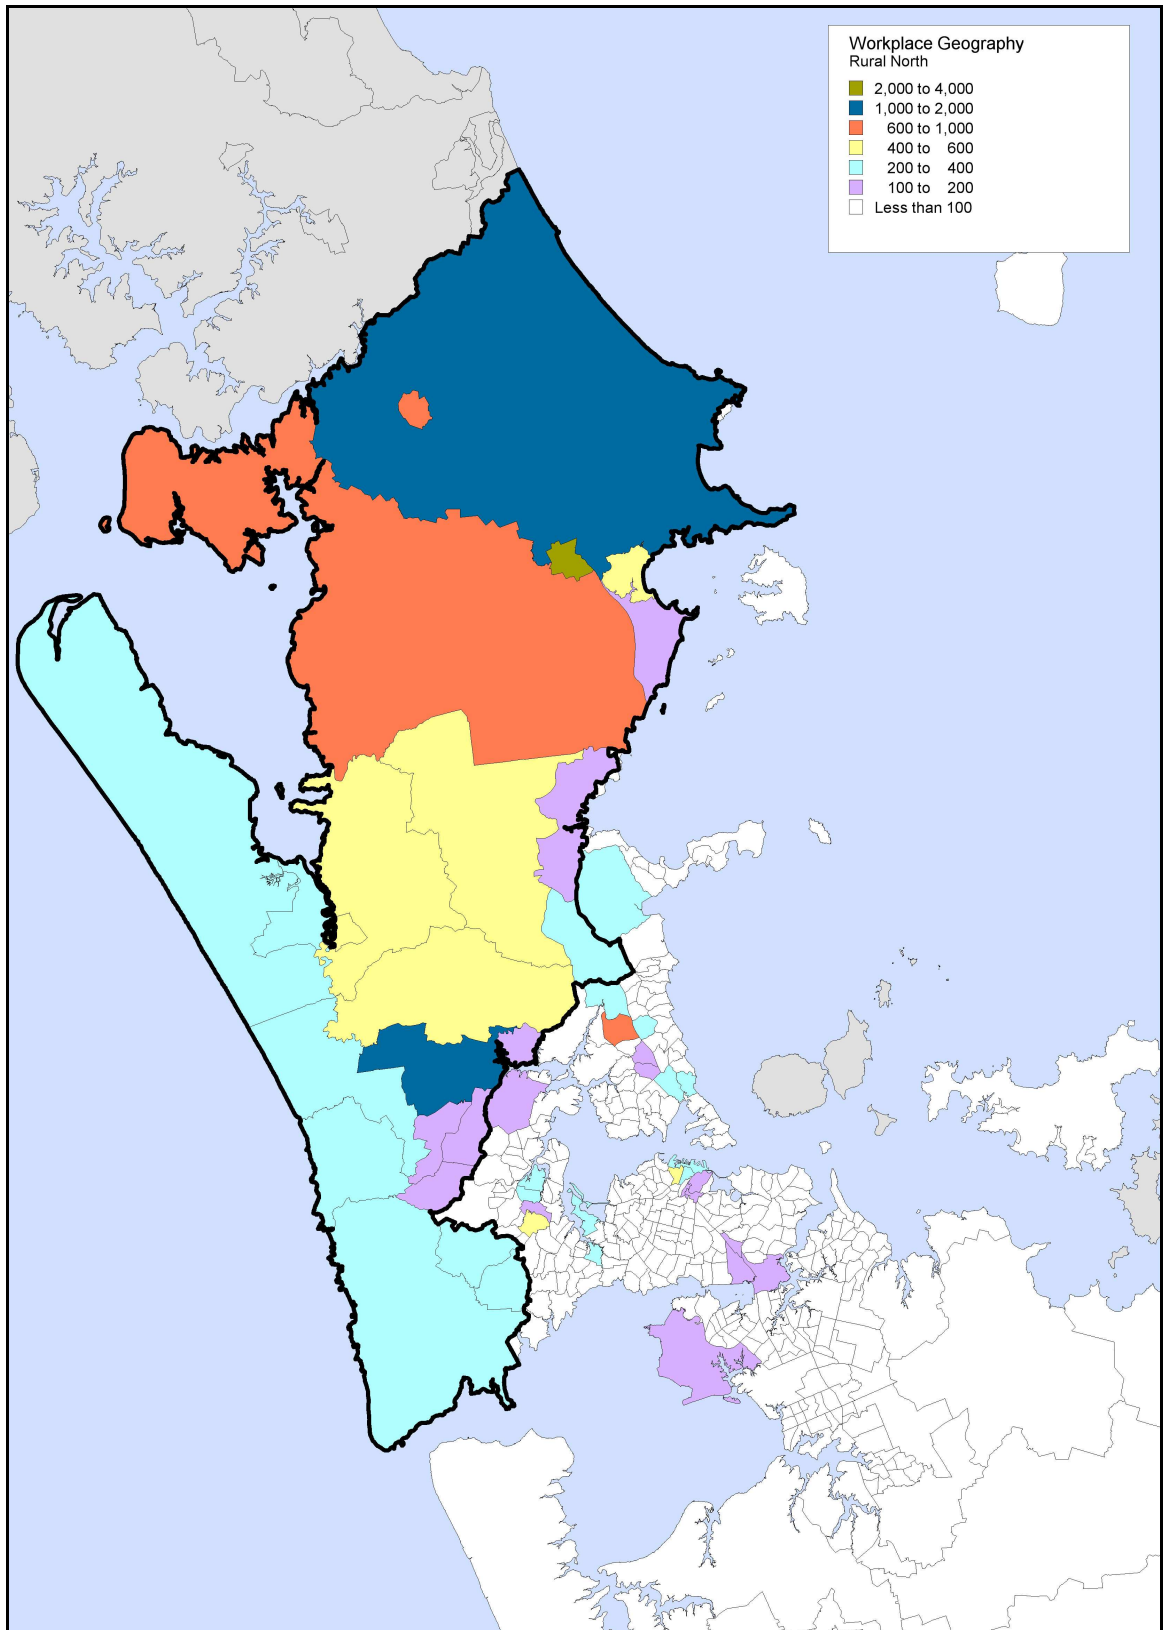 Workplace Geography
Rural North
2,000 to 4,000
1,000 to 2,000
600 to 1,000
400 to 600
200 to 400
100 to 200
Less than 100